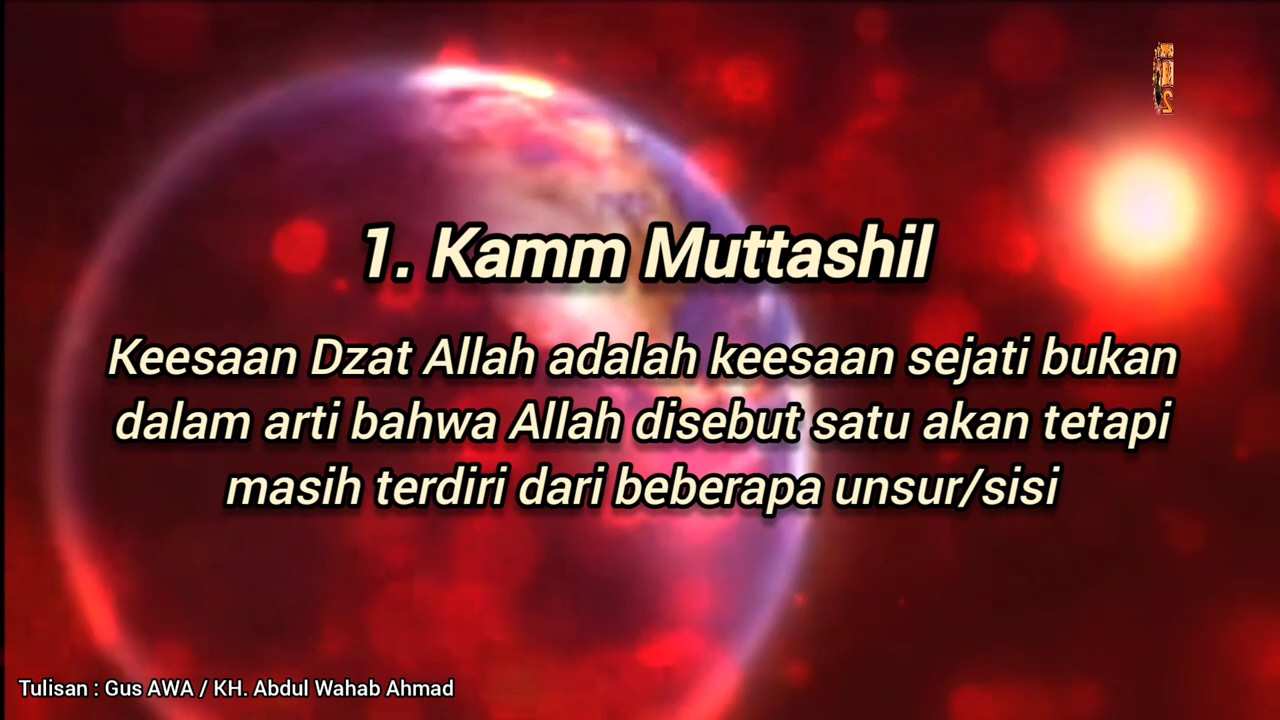 1. Kamm Muttashil
Keesaan Dzat Allah adalah keesaan sejati bukan
dalam arti bahwa Allah disebut satu akan tetapi
masih terdiri dari beberapa unsur/sisi
Tulisan : Gus AWA / KH. Abdul Wahab Ahmad